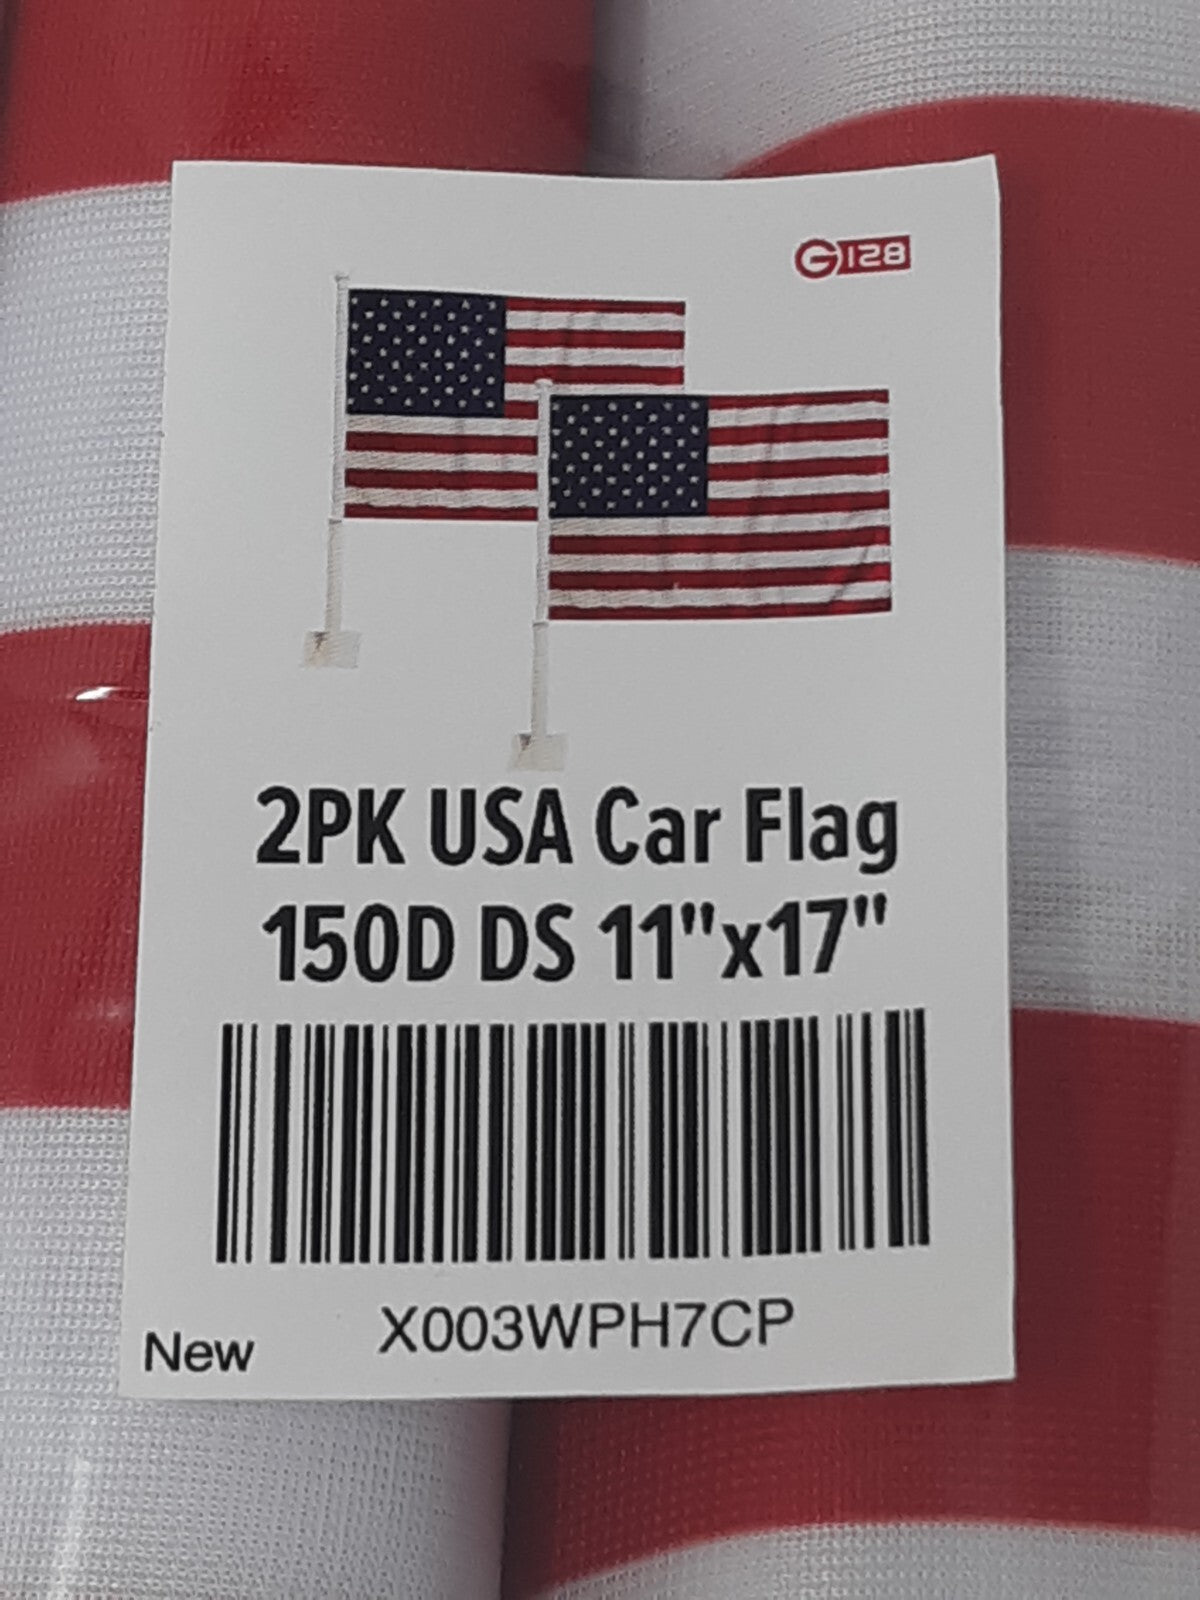 G128
2PK USA Car Flag
150D DS 11"x17"
X003WPH7CP
New